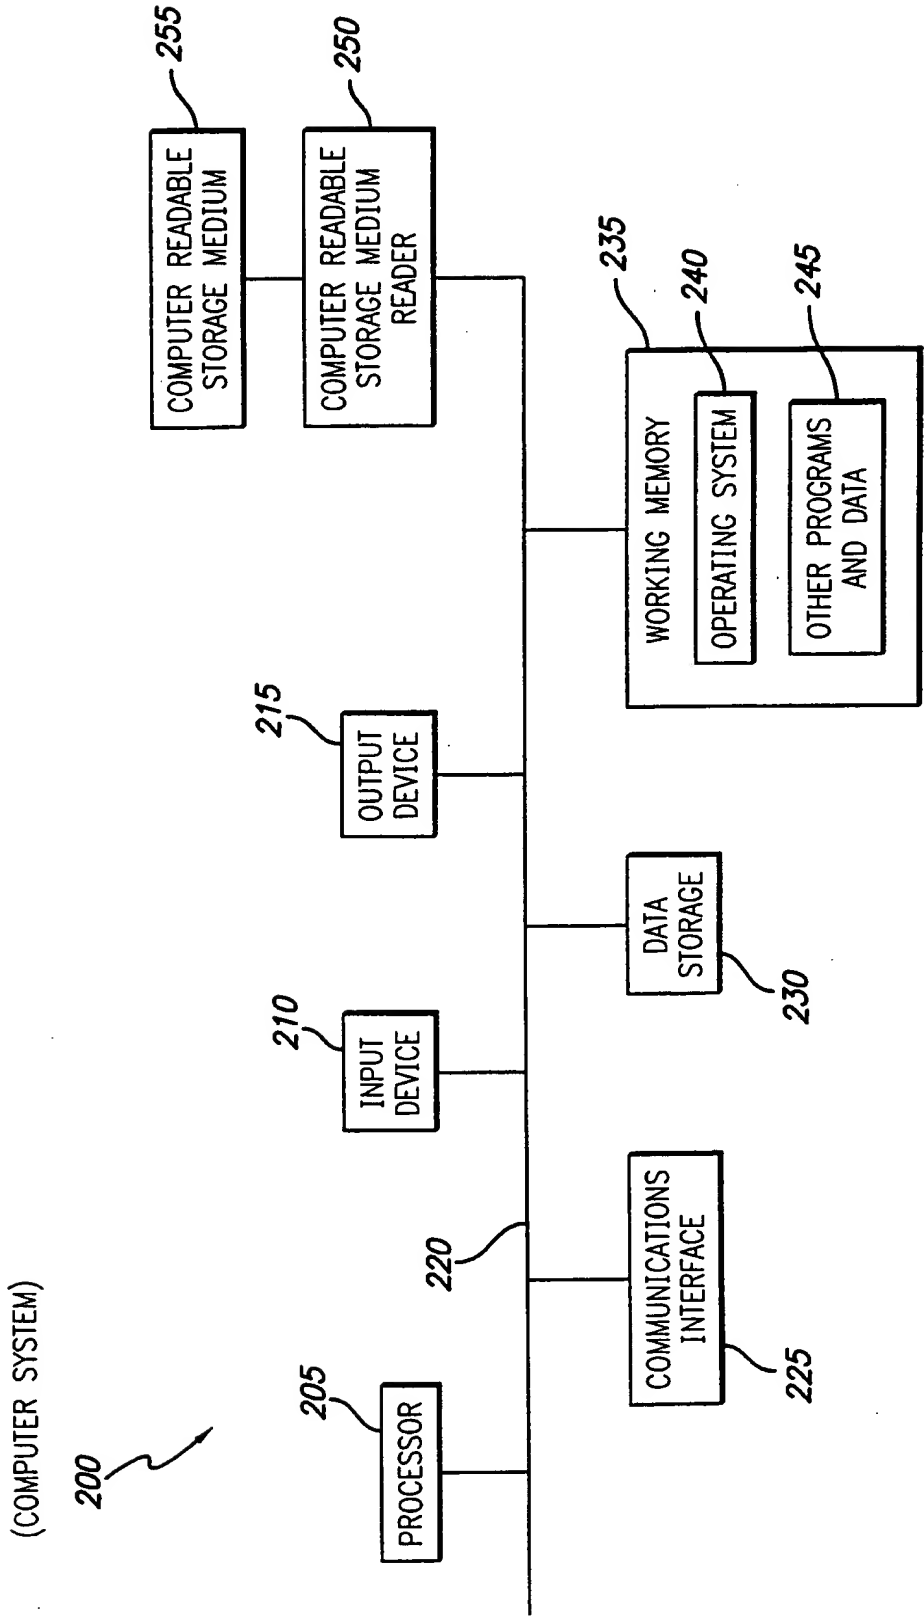 (COMPUTER SYSTEM)
200
205
PROCESSOR
220
210
INPUT
DEVICE
215
OUTPUT
DEVICE
255
COMPUTER READABLE
STORAGE MEDIUM
250
COMPUTER READABLE
STORAGE MEDIUM
READER
COMMUNICATIONS
INTERFACE
225
DATA
STORAGE
230
235
WORKING MEMORY
240
OPERATING SYSTEM
245
OTHER PROGRAMS
AND DATA